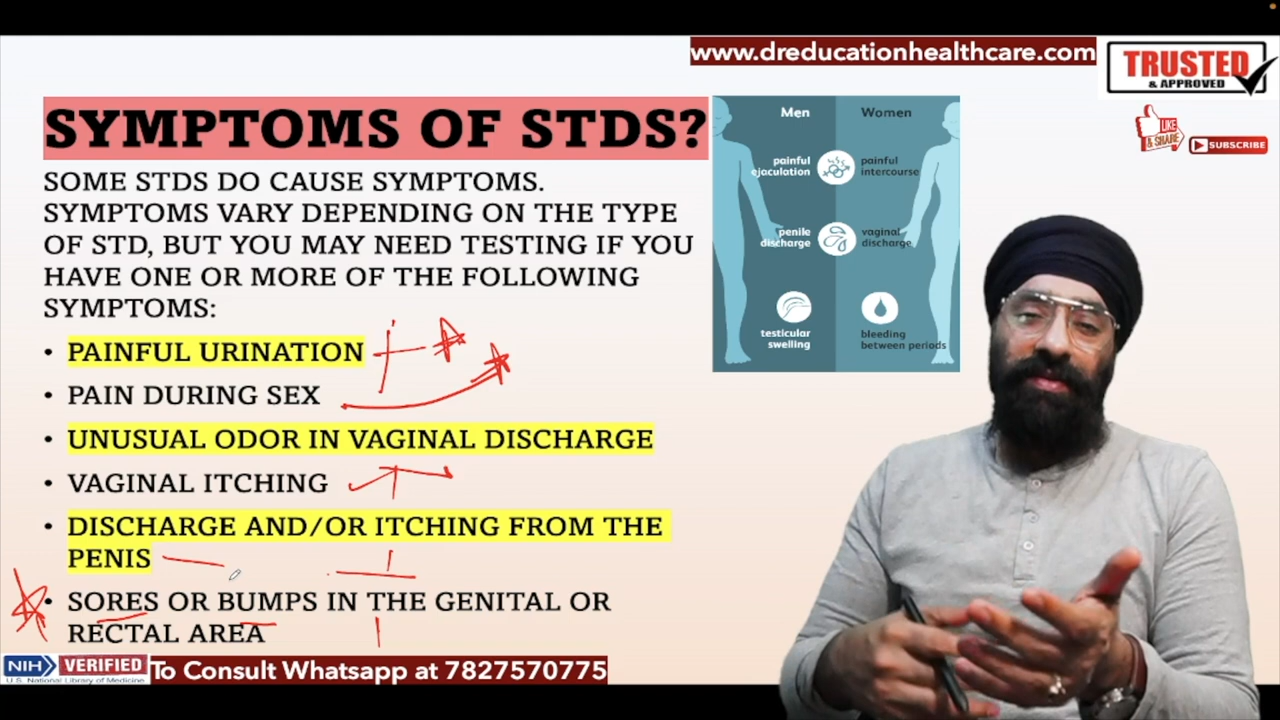 www.dreducationhealthcare.com
TRUSTED
& APPROVED
LIKE
& SHARE
SUBSCRIBE
SYMPTOMS OF STDS?
SOME STDS DO CAUSE SYMPTOMS.
SYMPTOMS VARY DEPENDING ON THE TYPE
OF STD, BUT YOU MAY NEED TESTING IF YOU
HAVE ONE OR MORE OF THE FOLLOWING
SYMPTOMS:
• PAINFUL URINATION
• PAIN DURING SEX
• UNUSUAL ODOR IN VAGINAL DISCHARGE
• VAGINAL ITCHING
• DISCHARGE AND/OR ITCHING FROM THE
PENIS
• SORES OR BUMPS IN THE GENITAL OR
RECTAL AREA
Men Women
painful
ejaculation
painful
intercourse
penile
discharge
vaginal
discharge
testicular
swelling
bleeding
between periods
NIH VERIFIED
U.S. National Library of Medicine
To Consult Whatsapp at 7827570775